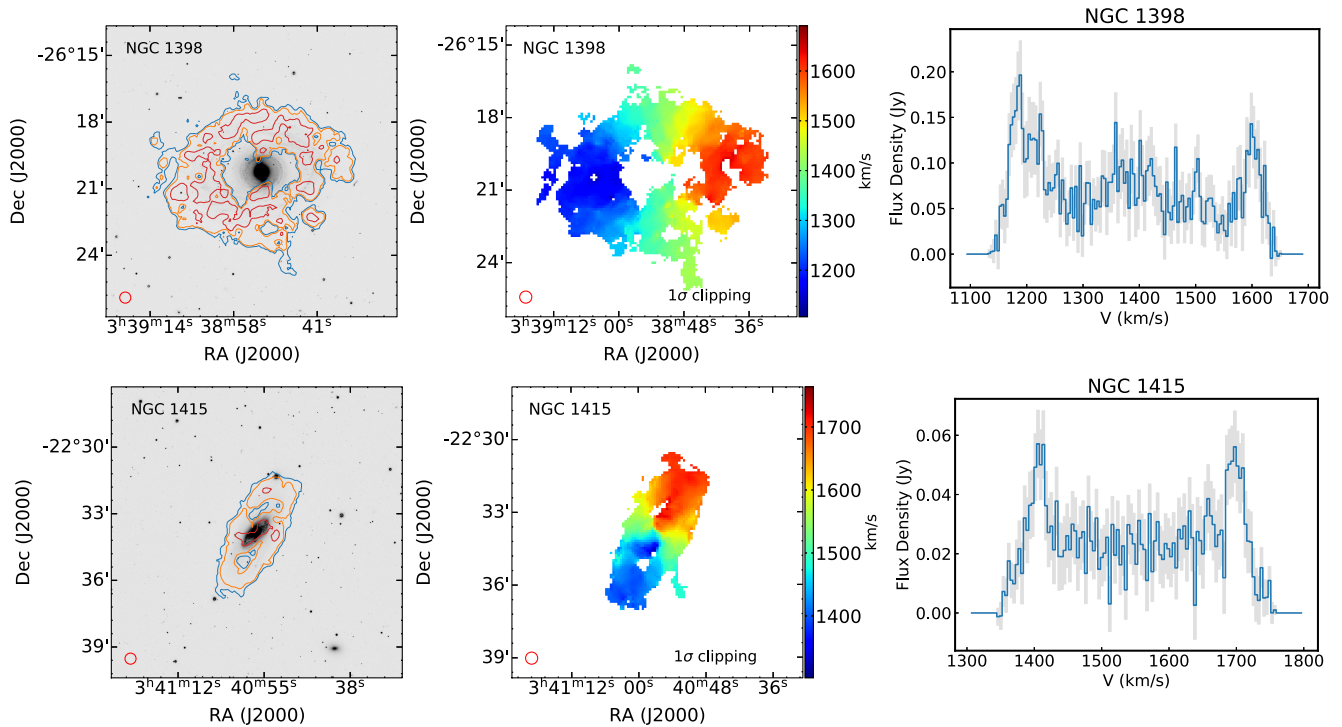 NGC 1398
NGC 1398
-26°15'
18'
21'
24'
Dec (J2000)
3ʰ39ᵐ14ˢ 38ᵐ58ˢ 41ˢ
RA (J2000)
NGC 1398
-26°15'
18'
21'
24'
Dec (J2000)
1σ clipping
3ʰ39ᵐ12ˢ 00ˢ 38ᵐ48ˢ 36ˢ
RA (J2000)
1600
1500
1400
1300
1200
km/s
0.20
0.15
0.10
0.05
0.00
Flux Density (Jy)
1100 1200 1300 1400 1500 1600 1700
V (km/s)
NGC 1415
NGC 1415
-22°30'
33'
36'
39'
Dec (J2000)
3ʰ41ᵐ12ˢ 40ᵐ55ˢ 38ˢ
RA (J2000)
NGC 1415
-22°30'
33'
36'
39'
Dec (J2000)
1σ clipping
3ʰ41ᵐ12ˢ 00ˢ 40ᵐ48ˢ 36ˢ
RA (J2000)
1700
1600
1500
1400
km/s
0.06
0.04
0.02
0.00
Flux Density (Jy)
1300 1400 1500 1600 1700 1800
V (km/s)